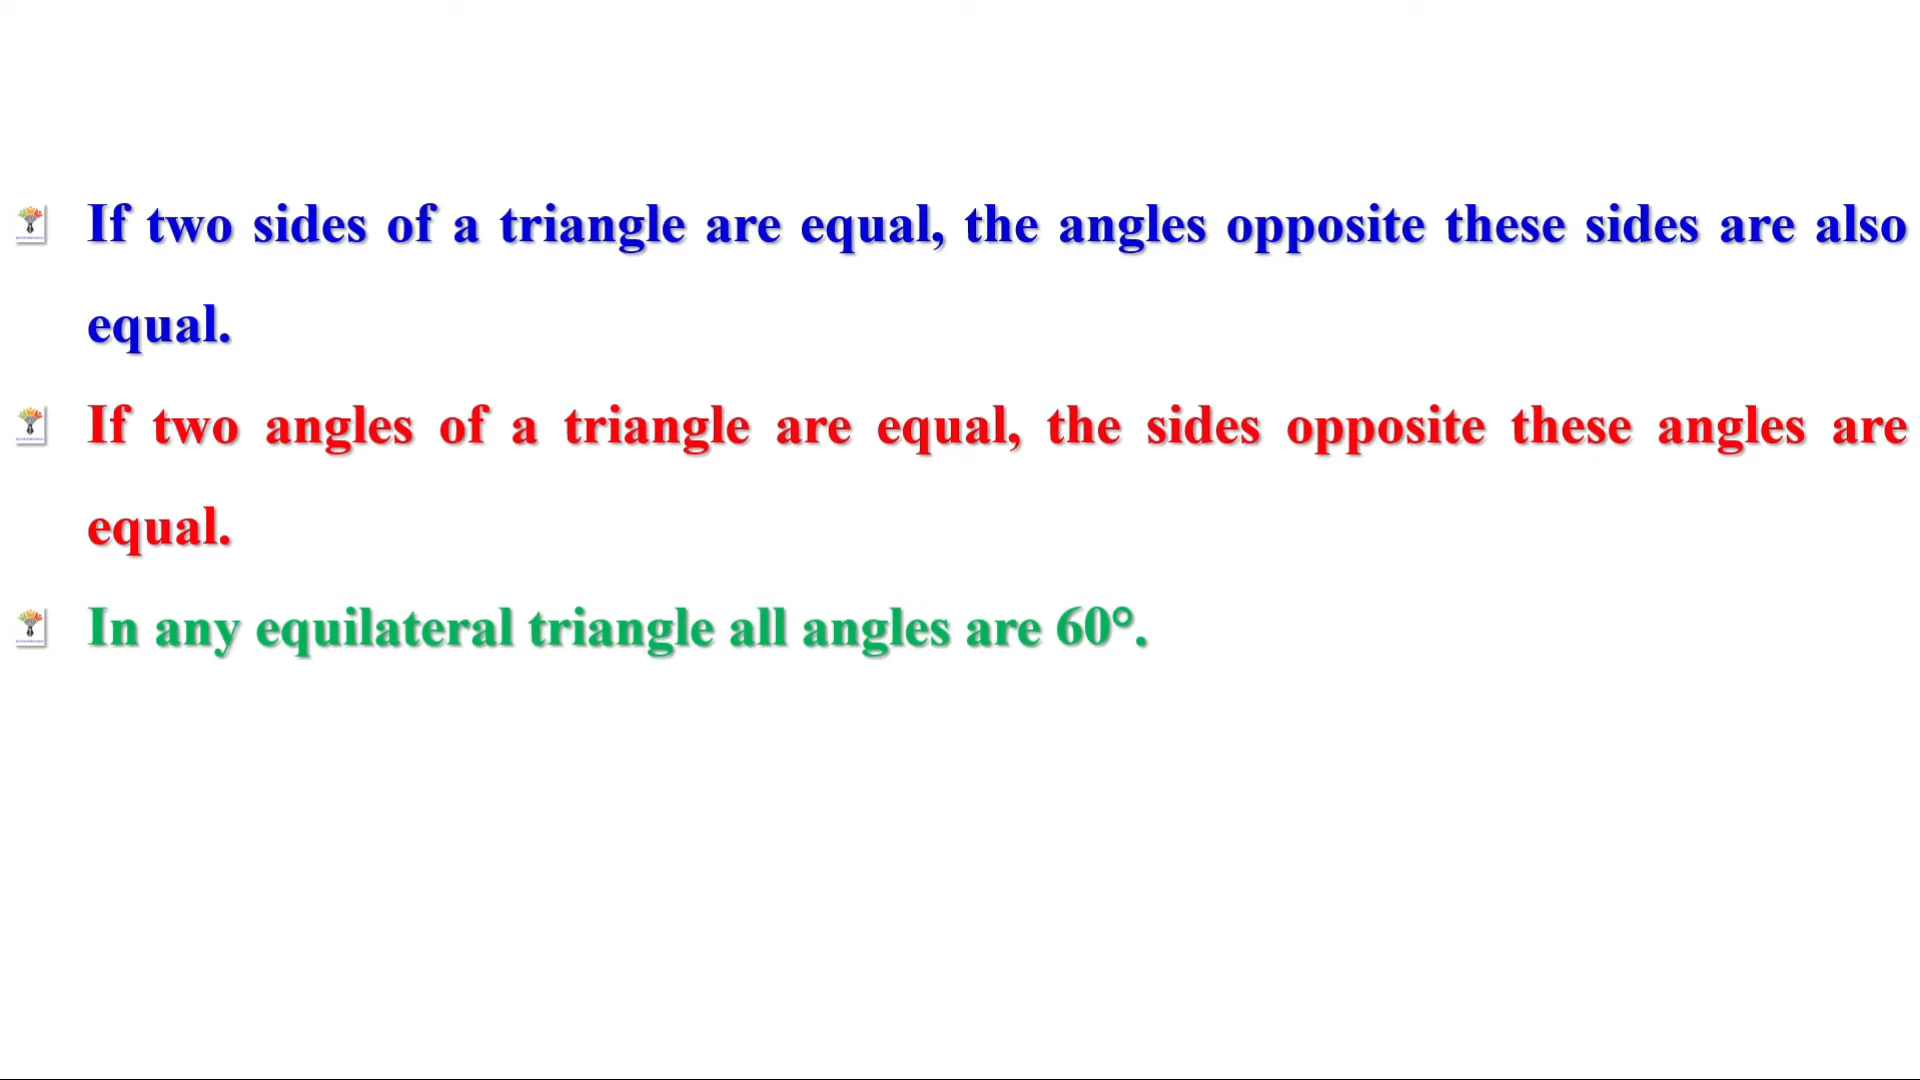 If two sides of a triangle are equal, the angles opposite these sides are also
equal.
If two angles of a triangle are equal, the sides opposite these angles are
equal.
In any equilateral triangle all angles are 60°.